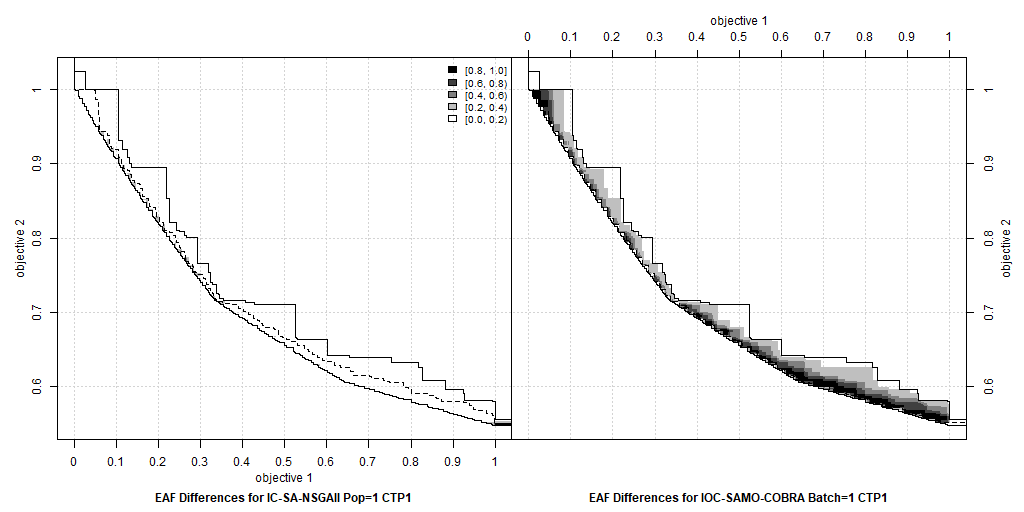 objective 1
0 0.1 0.2 0.3 0.4 0.5 0.6 0.7 0.8 0.9 1
[0.8, 1.0]
[0.6, 0.8)
[0.4, 0.6)
[0.2, 0.4)
[0.0, 0.2)
1
0.9
0.8
0.7
0.6
objective 2
1
0.9
0.8
0.7
0.6
objective 2
0 0.1 0.2 0.3 0.4 0.5 0.6 0.7 0.8 0.9 1
objective 1
EAF Differences for IC-SA-NSGAII Pop=1 CTP1
EAF Differences for IOC-SAMO-COBRA Batch=1 CTP1